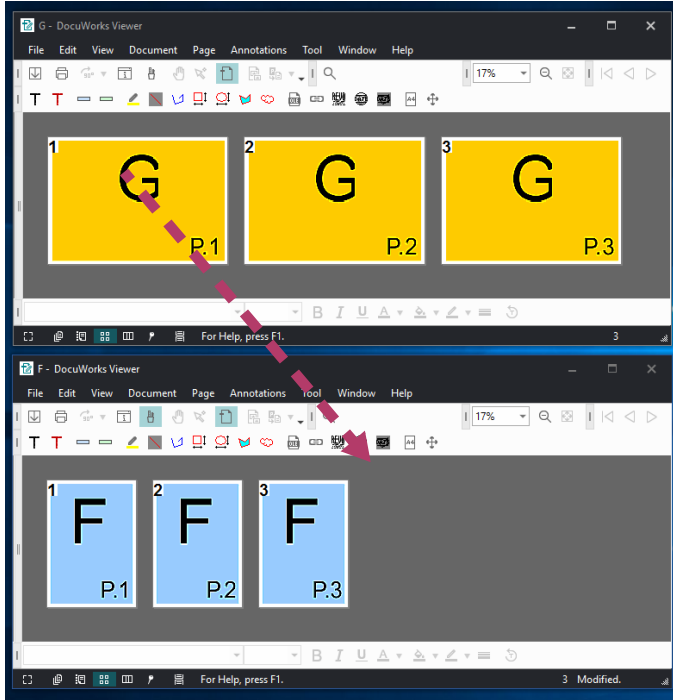 G - DocuWorks Viewer
File Edit View Document Page Annotations Tool Window Help
17%
T T
1 2 3
G G G
P.1 P.2 P.3
B I U A
For Help, press F1. 3
F - DocuWorks Viewer
File Edit View Document Page Annotations Tool Window Help
17%
T T
1 2 3
F F F
P.1 P.2 P.3
B I U A
For Help, press F1. 3 Modified.